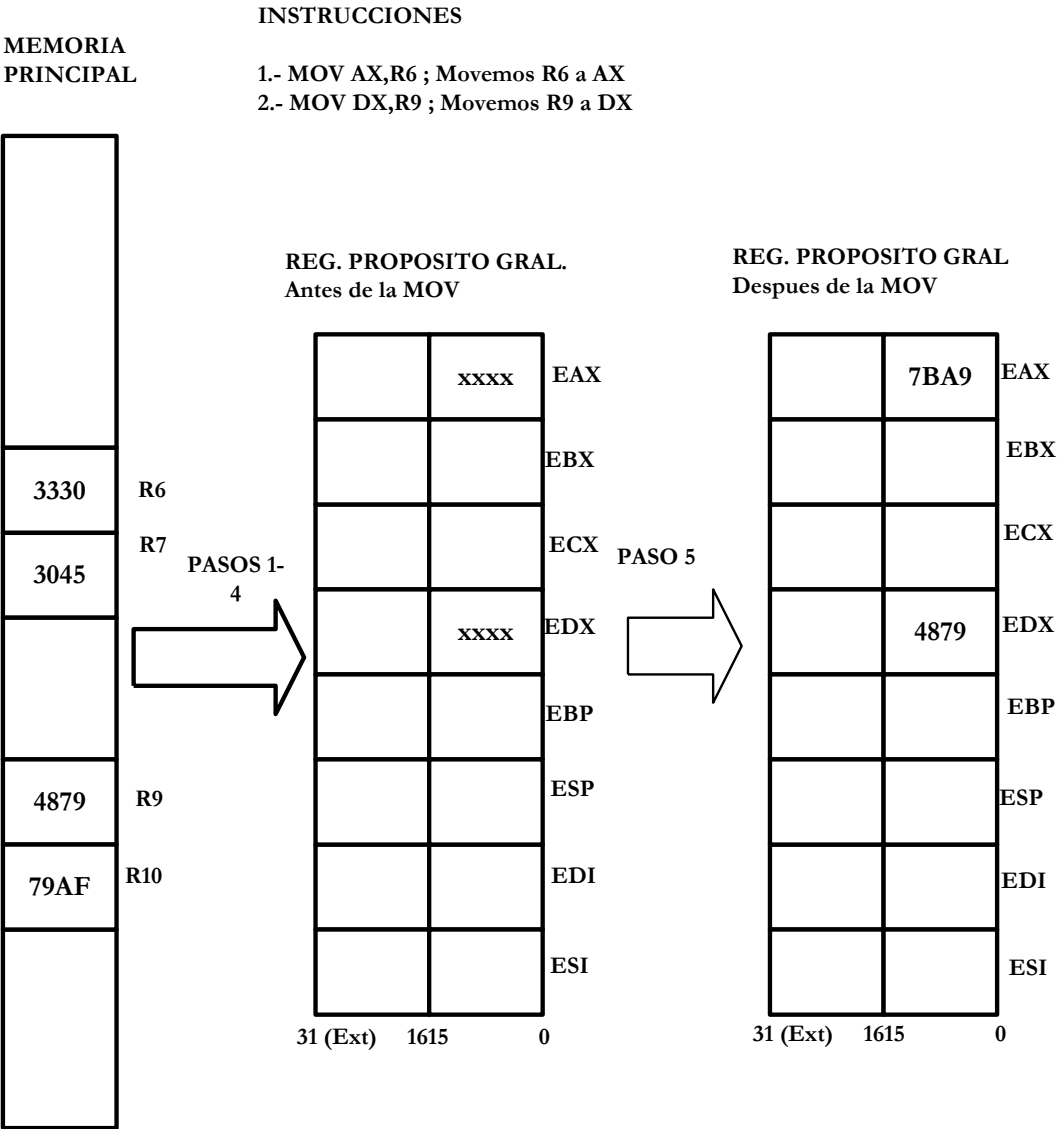 INSTRUCCIONES
MEMORIA
PRINCIPAL
1.- MOV AX,R6 ; Movemos R6 a AX
2.- MOV DX,R9 ; Movemos R9 a DX
REG. PROPOSITO GRAL.
Antes de la MOV
REG. PROPOSITO GRAL
Despues de la MOV
3330 R6
R7
3045
4879 R9
79AF R10
PASOS 1-
4
xxxx EAX
EBX
ECX
xxxx EDX
EBP
ESP
EDI
ESI
31 (Ext) 1615 0
PASO 5
7BA9 EAX
EBX
ECX
4879 EDX
EBP
ESP
EDI
ESI
31 (Ext) 1615 0